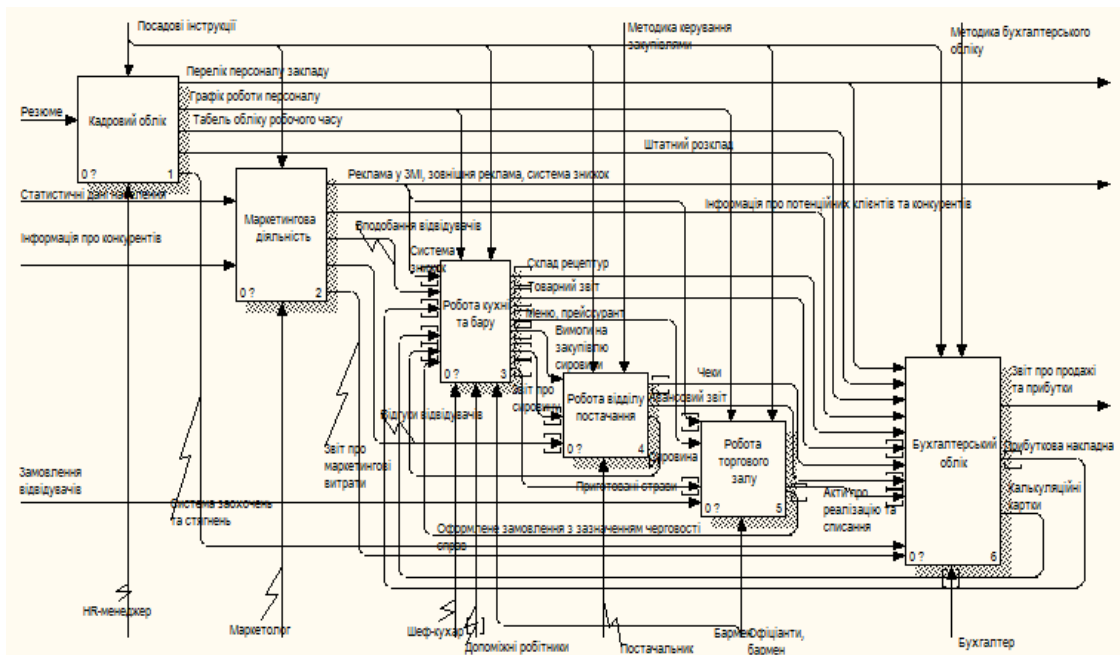 Посадові інструкції
Методика керування
закупівлями
Методика бухгалтерського
обліку
Перелік персоналу закладу
Графік роботи персоналу
Резюме
Кадровий облік
Табель обліку робочого часу
Штатний розклад
0 ? 1
Реклама у ЗМІ, зовнішня реклама, система знижок
Статистичні дані населення
Інформація про потенційних клієнтів та конкурентів
Маркетингова
діяльність
Вподобання відвідувачів
Інформація про конкурентів
Система
знижок
Склад рецептур
Товарний звіт
0 ? 2
Робота кухні
та бару
Меню, прейскурант
Вимоги на
закупівлю
сировини
0 ? 3
Звіт про
сировину
Чеки
Робота відділу
постачання
Авансовий звіт
Звіт про продажі
та прибутки
Відгуки відвідувачів
0 ? 4
Звіт про
маркетингові
витрати
Робота
торгового
залу
Сировина
Бухгалтерський
облік
Прибуткова накладна
Замовлення
відвідувачів
Приготовані страви
Калькуляційні
картки
Система заохочень
та стягнень
0 ? 5
Акти про
реалізацію та
списання
Оформлене замовлення з зазначенням черговості
страв
0 ? 6
HR-менеджер
Маркетолог
Шеф-кухар
Допоміжні робітники
Постачальник
Бармен
Офіціанти,
бармен
Бухгалтер